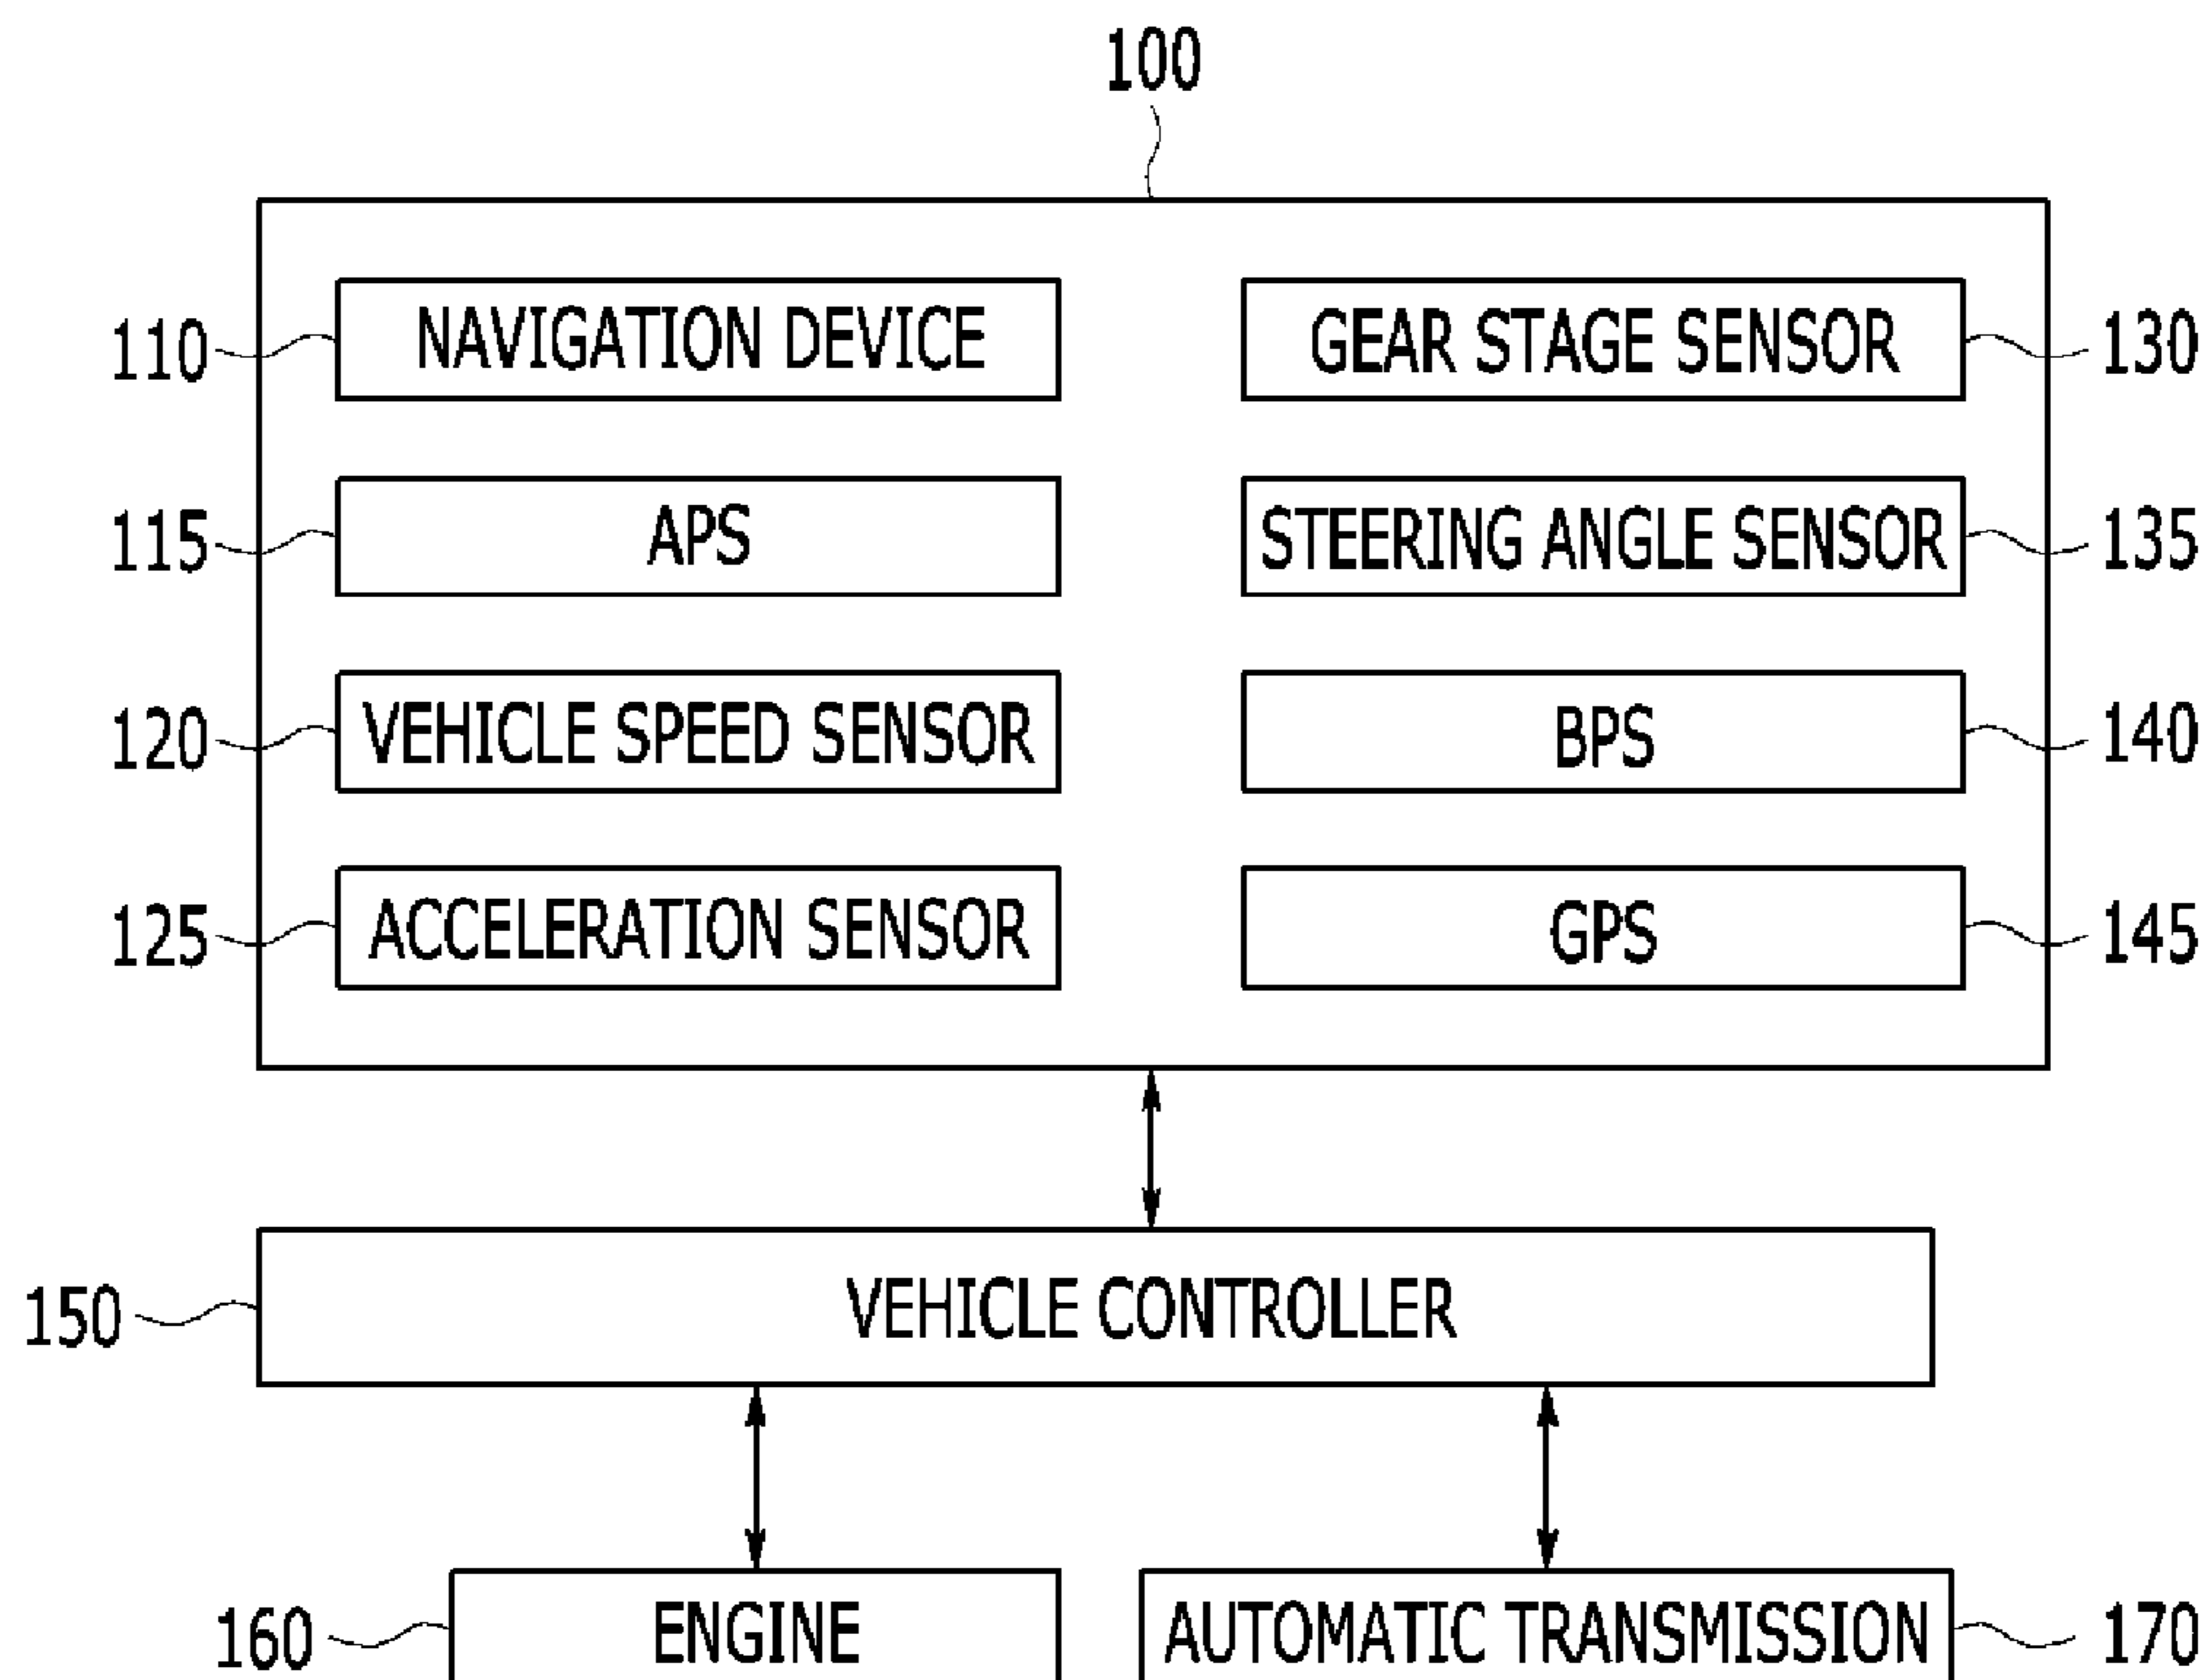 100
110 NAVIGATION DEVICE GEAR STAGE SENSOR 130
115 APS STEERING ANGLE SENSOR 135
120 VEHICLE SPEED SENSOR BPS 140
125 ACCELERATION SENSOR GPS 145
150 VEHICLE CONTROLLER
160 ENGINE AUTOMATIC TRANSMISSION 170